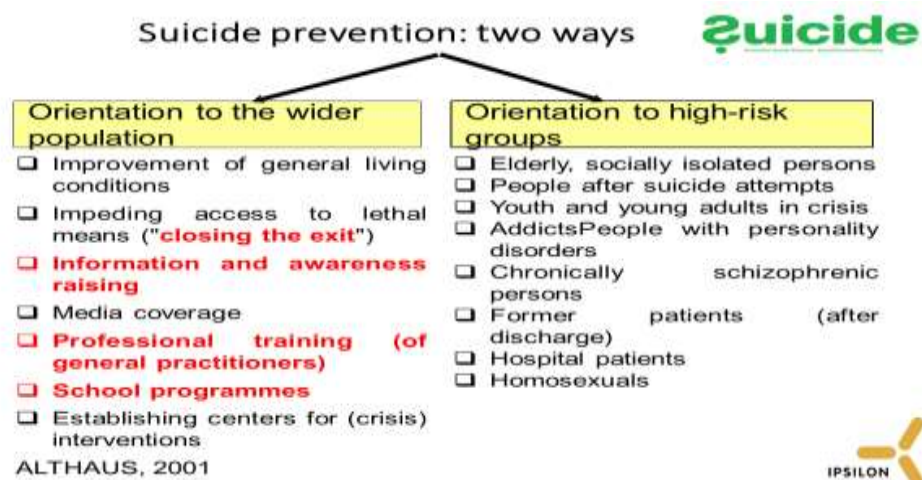 Suicide prevention: two ways
Suicide
Orientation to the wider
population
❑ Improvement of general living
conditions
❑ Impeding access to lethal
means ("closing the exit")
❑ Information and awareness
raising
❑ Media coverage
❑ Professional training (of
general practitioners)
❑ School programmes
❑ Establishing centers for (crisis)
interventions
ALTHAUS, 2001
Orientation to high-risk
groups
❑ Elderly, socially isolated persons
❑ People after suicide attempts
❑ Youth and young adults in crisis
❑ AddictsPeople with personality
disorders
❑ Chronically schizophrenic
persons
❑ Former patients (after
discharge)
❑ Hospital patients
❑ Homosexuals
IPSILON